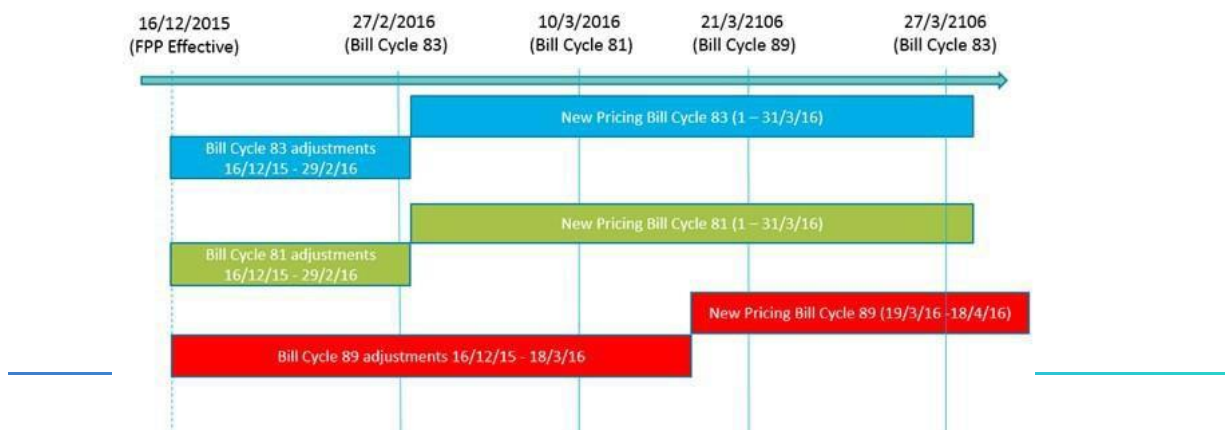 16/12/2015
(FPP Effective)
27/2/2016
(Bill Cycle 83)
10/3/2016
(Bill Cycle 81)
21/3/2106
(Bill Cycle 89)
27/3/2106
(Bill Cycle 83)
New Pricing Bill Cycle 83 (1 – 31/3/16)
Bill Cycle 83 adjustments
16/12/15 - 29/2/16
New Pricing Bill Cycle 81 (1 – 31/3/16)
Bill Cycle 81 adjustments
16/12/15 - 29/2/16
New Pricing Bill Cycle 89 (19/3/16 -18/4/16)
Bill Cycle 89 adjustments 16/12/15 - 18/3/16